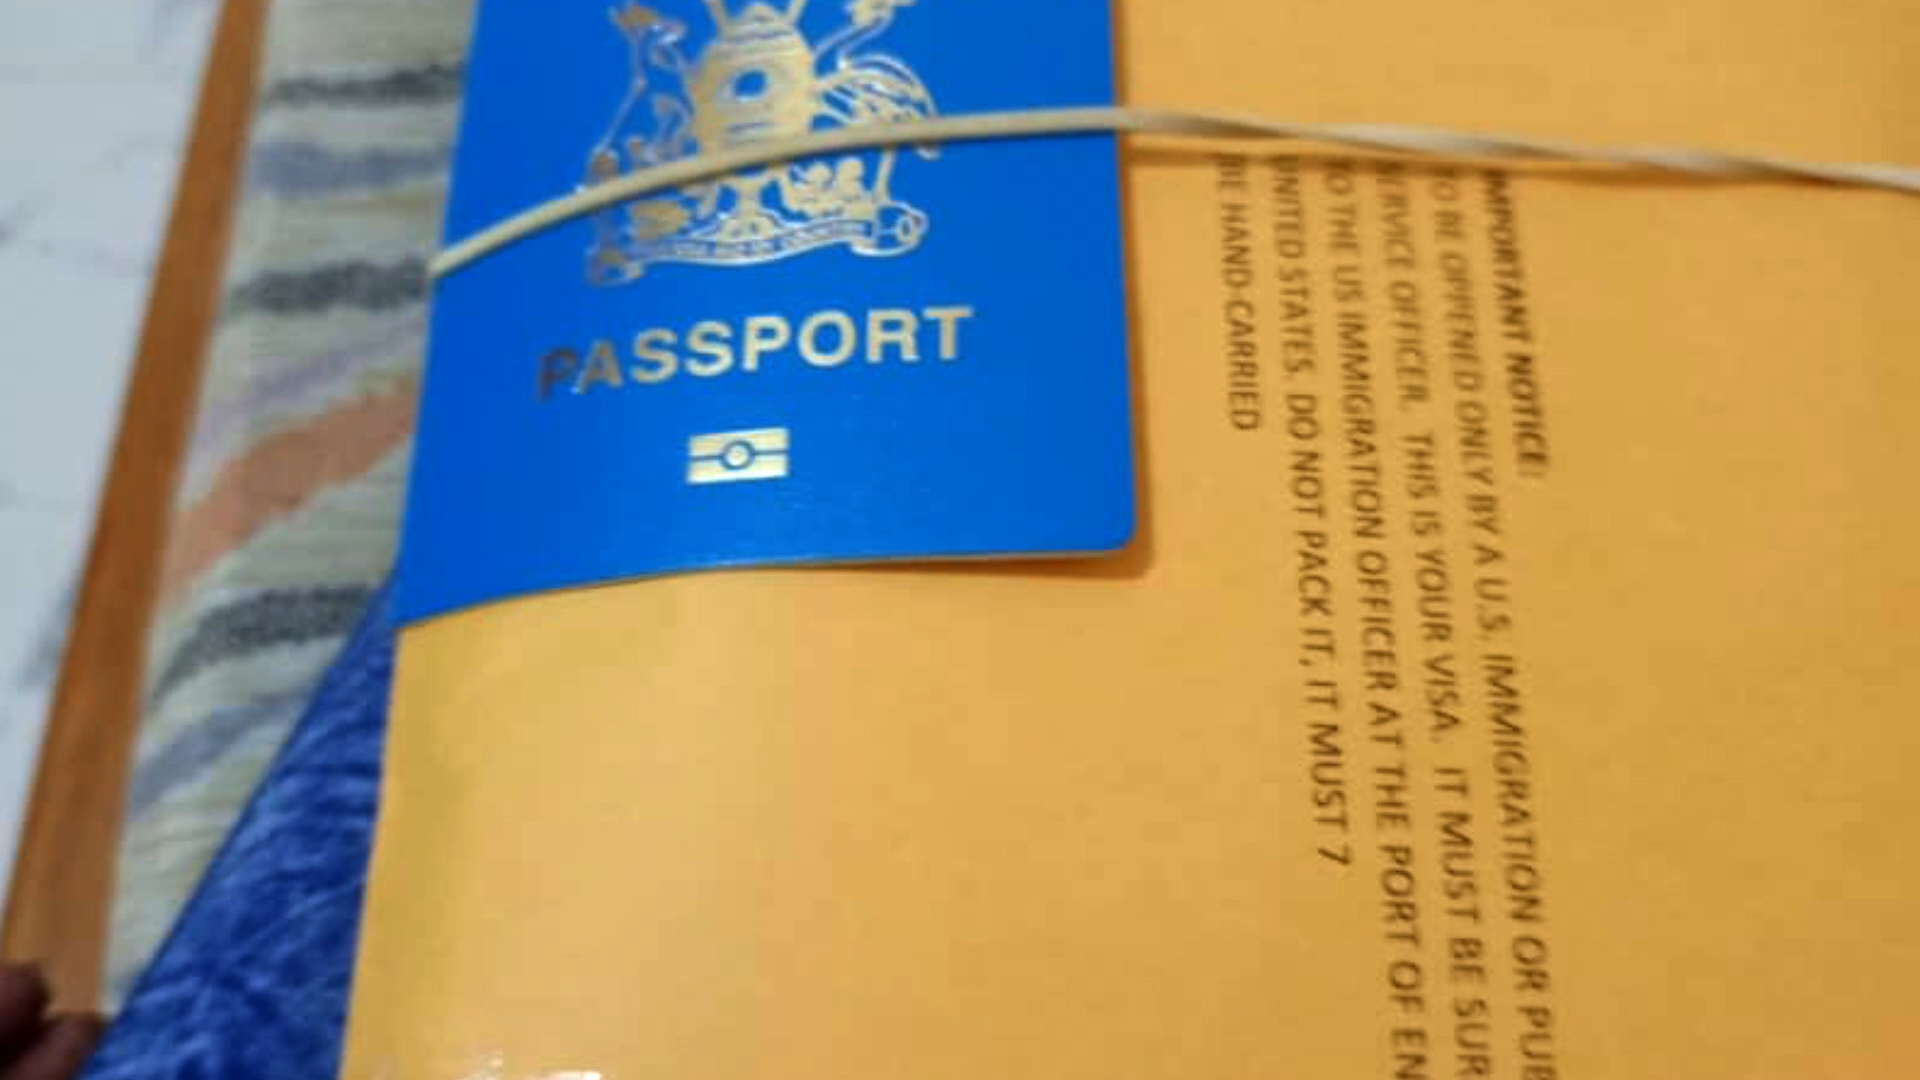 PASSPORT
IMPORTANT NOTICE:
TO BE OPPENED ONLY BY A U.S. IMMIGRATION OR PUB
SERVICE OFFICER. THIS IS YOUR VISA. IT MUST BE SUR
TO THE US IMMIGRATION OFFICER AT THE PORT OF EN
UNITED STATES. DO NOT PACK IT, IT MUST 7
BE HAND-CARRIED